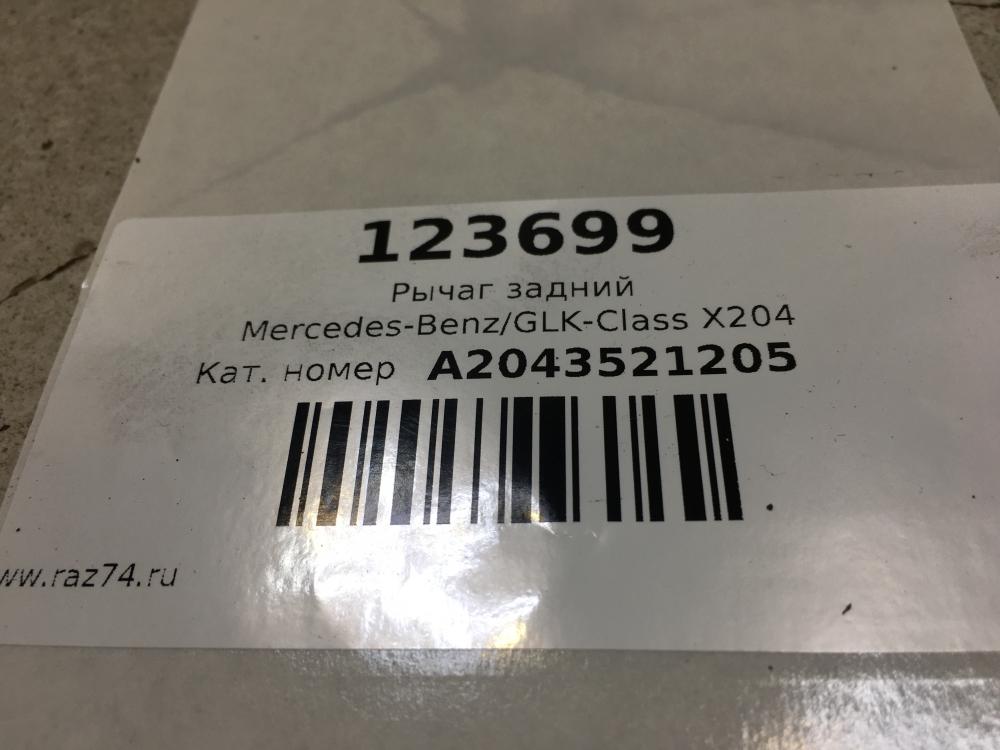 123699
Рычаг задний
Mercedes-Benz/GLK-Class X204
Кат. номер A2043521205
www.raz74.ru